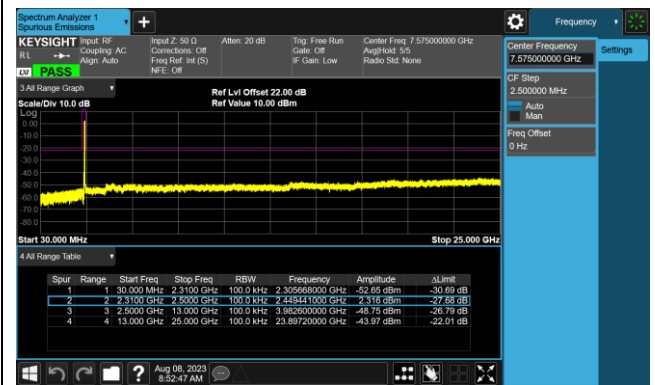 Spectrum Analyzer 1
Spurious Emissions
+
Frequency
KEYSIGHT
Input: RF
Coupling: AC
Align: Auto
Input Z: 50 Ω
Corrections: Off
Freq Ref: Int (S)
NFE: Off
Atten: 20 dB
Trig: Free Run
Gate: Off
IF Gain: Low
Center Freq: 7.575000000 GHz
Avg|Hold: 5/5
Radio Std: None
RL
LXI
PASS
Center Frequency
7.575000000 GHz
Settings
CF Step
2.500000 MHz
Auto
Man
Freq Offset
0 Hz
3 All Range Graph
Scale/Div 10.0 dB
Ref Lvl Offset 22.00 dB
Ref Value 10.00 dBm
Log
0.00
-10.0
-20.0
-30.0
-40.0
-50.0
-60.0
-70.0
-80.0
Start 30.000 MHz
Stop 25.000 GHz
4 All Range Table
Spur Range Start Freq Stop Freq RBW Frequency Amplitude ΔLimit
1 1 30.000 MHz 2.3100 GHz 100.0 kHz 2.305668000 GHz -52.65 dBm -30.69 dB
2 2 2.3100 GHz 2.5000 GHz 100.0 kHz 2.449441000 GHz 2.316 dBm -27.68 dB
3 3 2.5000 GHz 13.000 GHz 100.0 kHz 3.982600000 GHz -48.75 dBm -26.79 dB
4 4 13.000 GHz 25.000 GHz 100.0 kHz 23.89720000 GHz -43.97 dBm -22.01 dB
?
Aug 08, 2023
8:52:47 AM